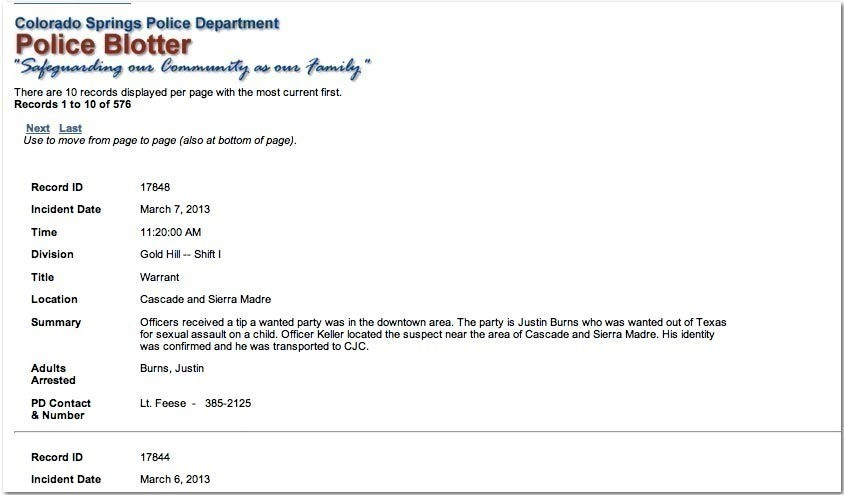 Colorado Springs Police Department
Police Blotter
"Safeguarding our Community as our Family"
There are 10 records displayed per page with the most current first.
Records 1 to 10 of 576
Next Last
Use to move from page to page (also at bottom of page).
Record ID 17848
Incident Date March 7, 2013
Time 11:20:00 AM
Division Gold Hill -- Shift I
Title Warrant
Location Cascade and Sierra Madre
Summary Officers received a tip a wanted party was in the downtown area. The party is Justin Burns who was wanted out of Texas
for sexual assault on a child. Officer Keller located the suspect near the area of Cascade and Sierra Madre. His identity
was confirmed and he was transported to CJC.
Adults Burns, Justin
Arrested
PD Contact Lt. Feese - 385-2125
& Number
Record ID 17844
Incident Date March 6, 2013